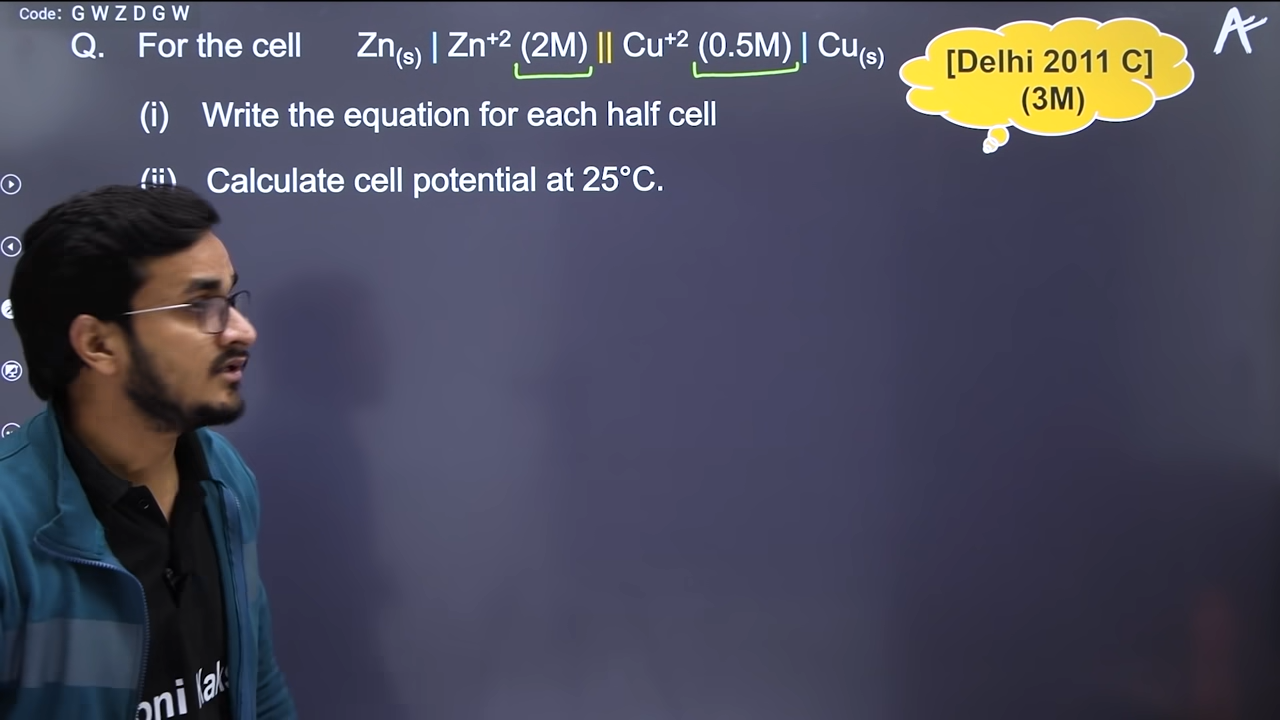 Code: G W Z D G W
Q. For the cell Zn(s) | Zn+2 (2M) || Cu+2 (0.5M) | Cu(s)
[Delhi 2011 C]
(3M)
(i) Write the equation for each half cell
(ii) Calculate cell potential at 25°C.